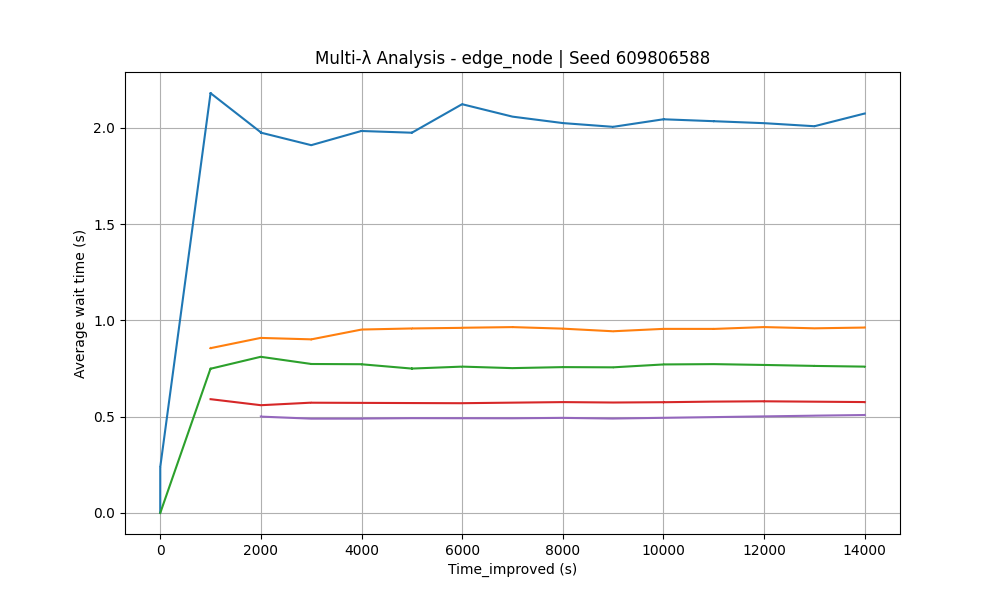 Multi-λ Analysis - edge_node | Seed 609806588
Average wait time (s)
2.0
1.5
1.0
0.5
0.0
0 2000 4000 6000 8000 10000 12000 14000
Time_improved (s)